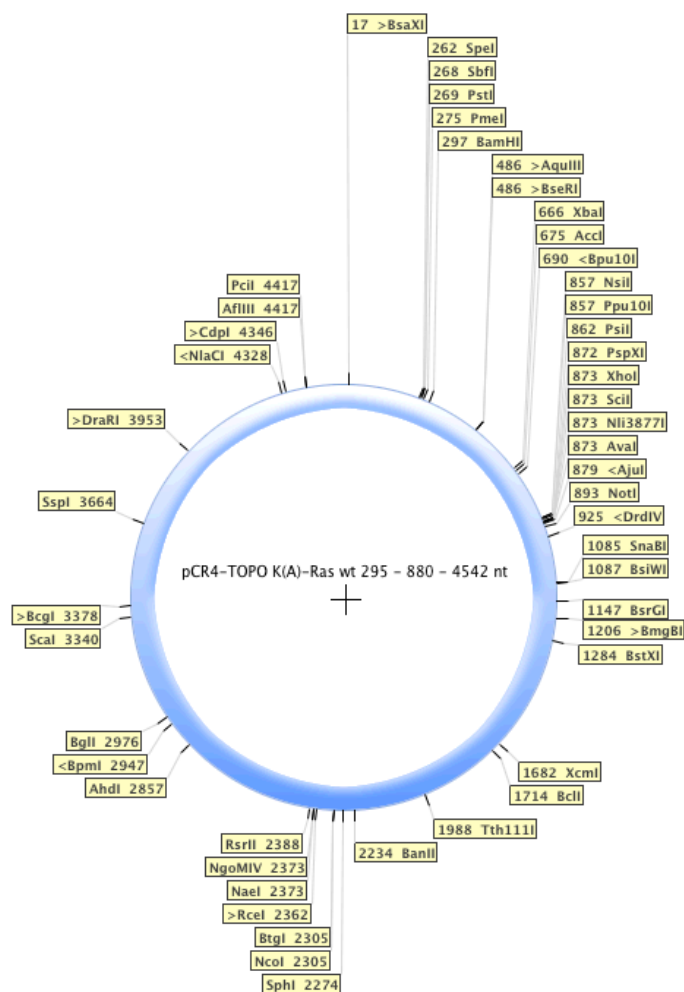 17 >BsaXI
262 SpeI
268 SbfI
269 PstI
275 PmeI
297 BamHI
486 >AquIII
486 >BseRI
666 XbaI
675 AccI
690 <Bpu10I
857 NsiI
857 Ppu10I
862 PsiI
872 PspXI
873 XhoI
873 SciI
873 Nli3877I
873 AvaI
879 <AjuI
893 NotI
925 <DrdIV
1085 SnaBI
1087 BsiWI
1147 BsrGI
1206 >BmgBI
1284 BstXI
1682 XcmI
1714 BclI
1988 Tth111I
2234 BanII
SphI 2274
NcoI 2305
BtgI 2305
>RceI 2362
NaeI 2373
NgoMIV 2373
RsrII 2388
AhdI 2857
<BpmI 2947
BglI 2976
ScaI 3340
>BcgI 3378
SspI 3664
>DraRI 3953
<NlaCI 4328
>CdpI 4346
AflIII 4417
PciI 4417
pCR4-TOPO K(A)-Ras wt 295 - 880 - 4542 nt